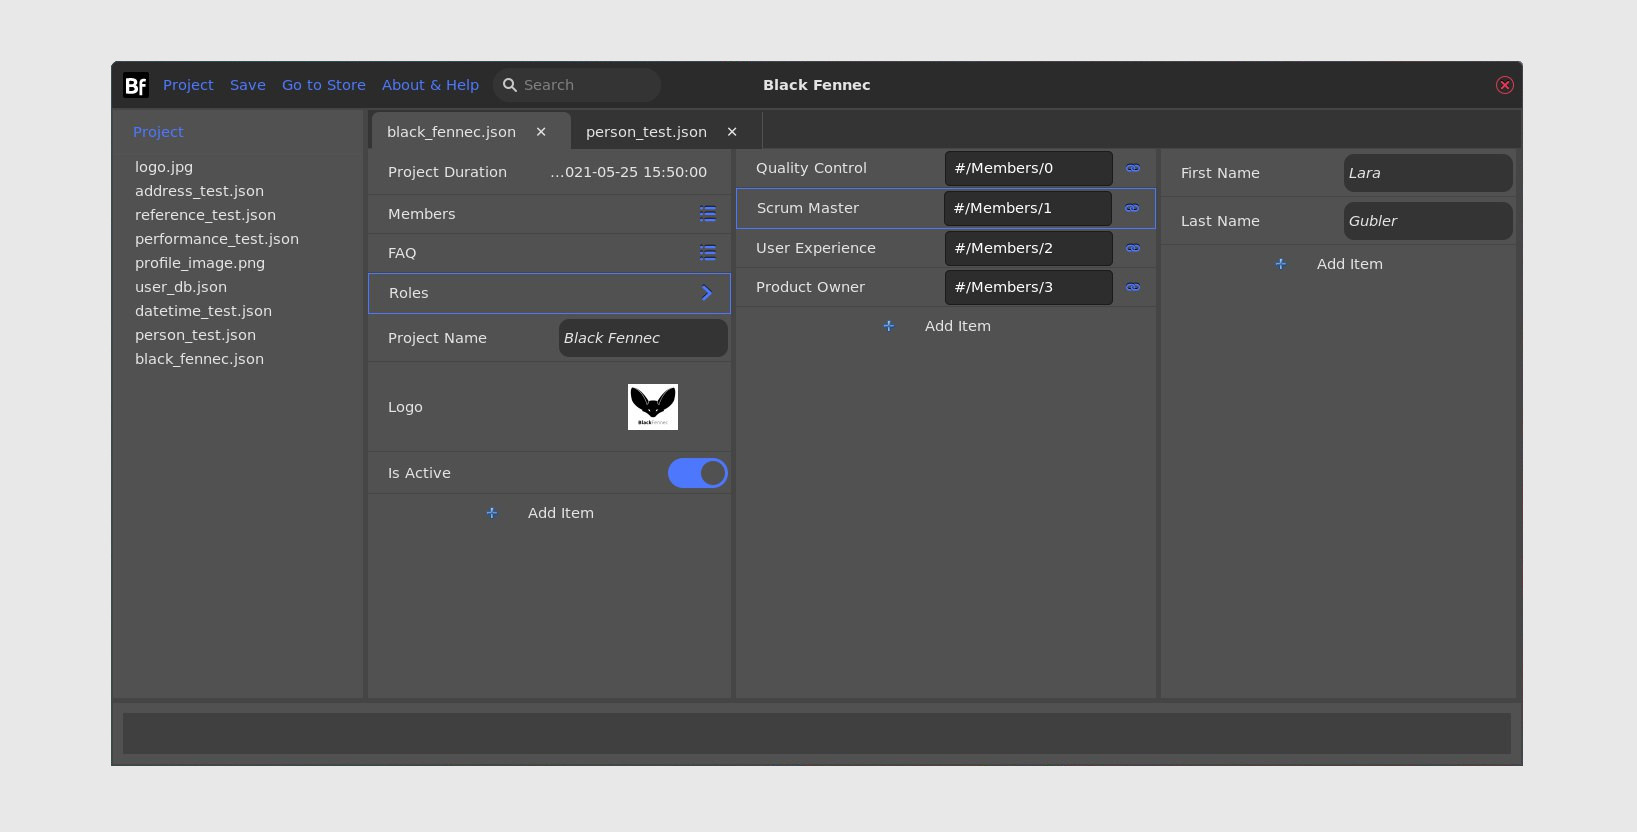 Bf Project Save Go to Store About & Help Search Black Fennec
Project
logo.jpg
address_test.json
reference_test.json
performance_test.json
profile_image.png
user_db.json
datetime_test.json
person_test.json
black_fennec.json
black_fennec.json × person_test.json ×
Project Duration …021-05-25 15:50:00
Members
FAQ
Roles
Project Name Black Fennec
Logo
BlackFennec
Is Active
Add Item
Quality Control #/Members/0
Scrum Master #/Members/1
User Experience #/Members/2
Product Owner #/Members/3
Add Item
First Name Lara
Last Name Gubler
Add Item